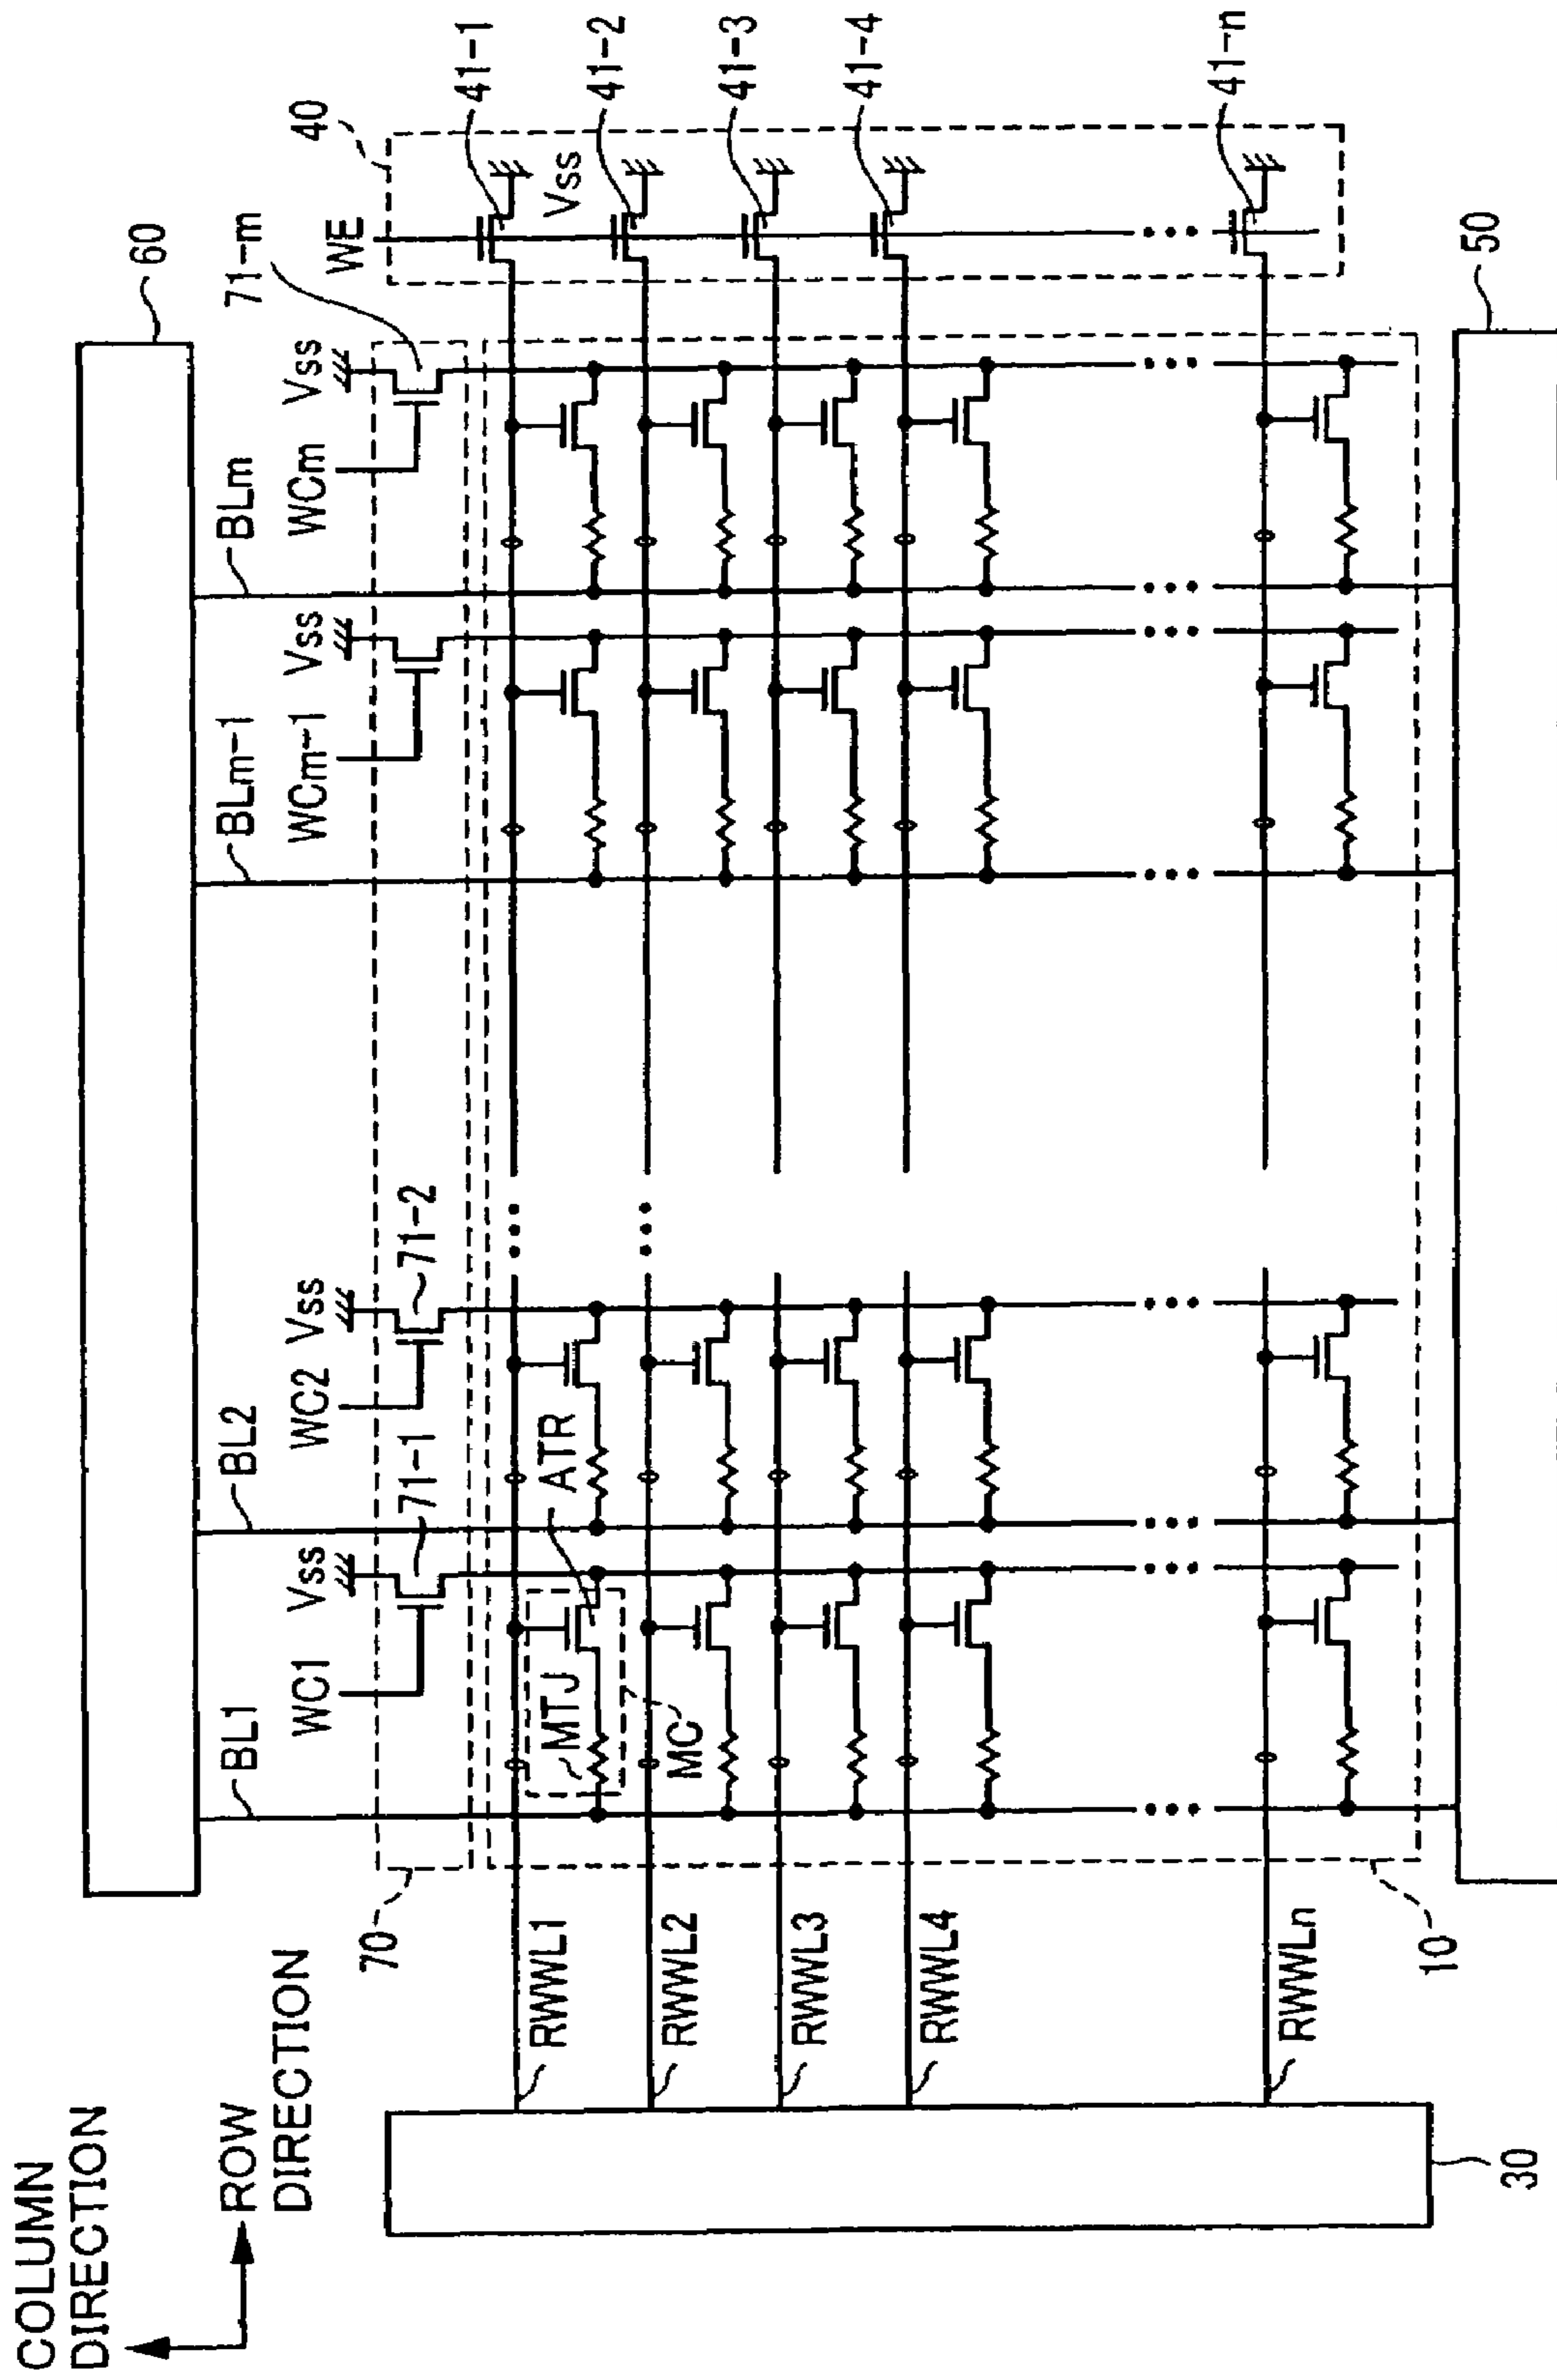 COLUMN
DIRECTION
ROW
DIRECTION
60
BL1
BL2
BLm-1
BLm
WC1
Vss
WC2
Vss
WCm-1
Vss
WCm
Vss
71-m
WE
40
70
71-1
71-2
41-1
RWWL1
MTJ
ATR
Vss
41-2
RWWL2
MC
41-3
RWWL3
41-4
RWWL4
41-n
RWWLn
10
50
30